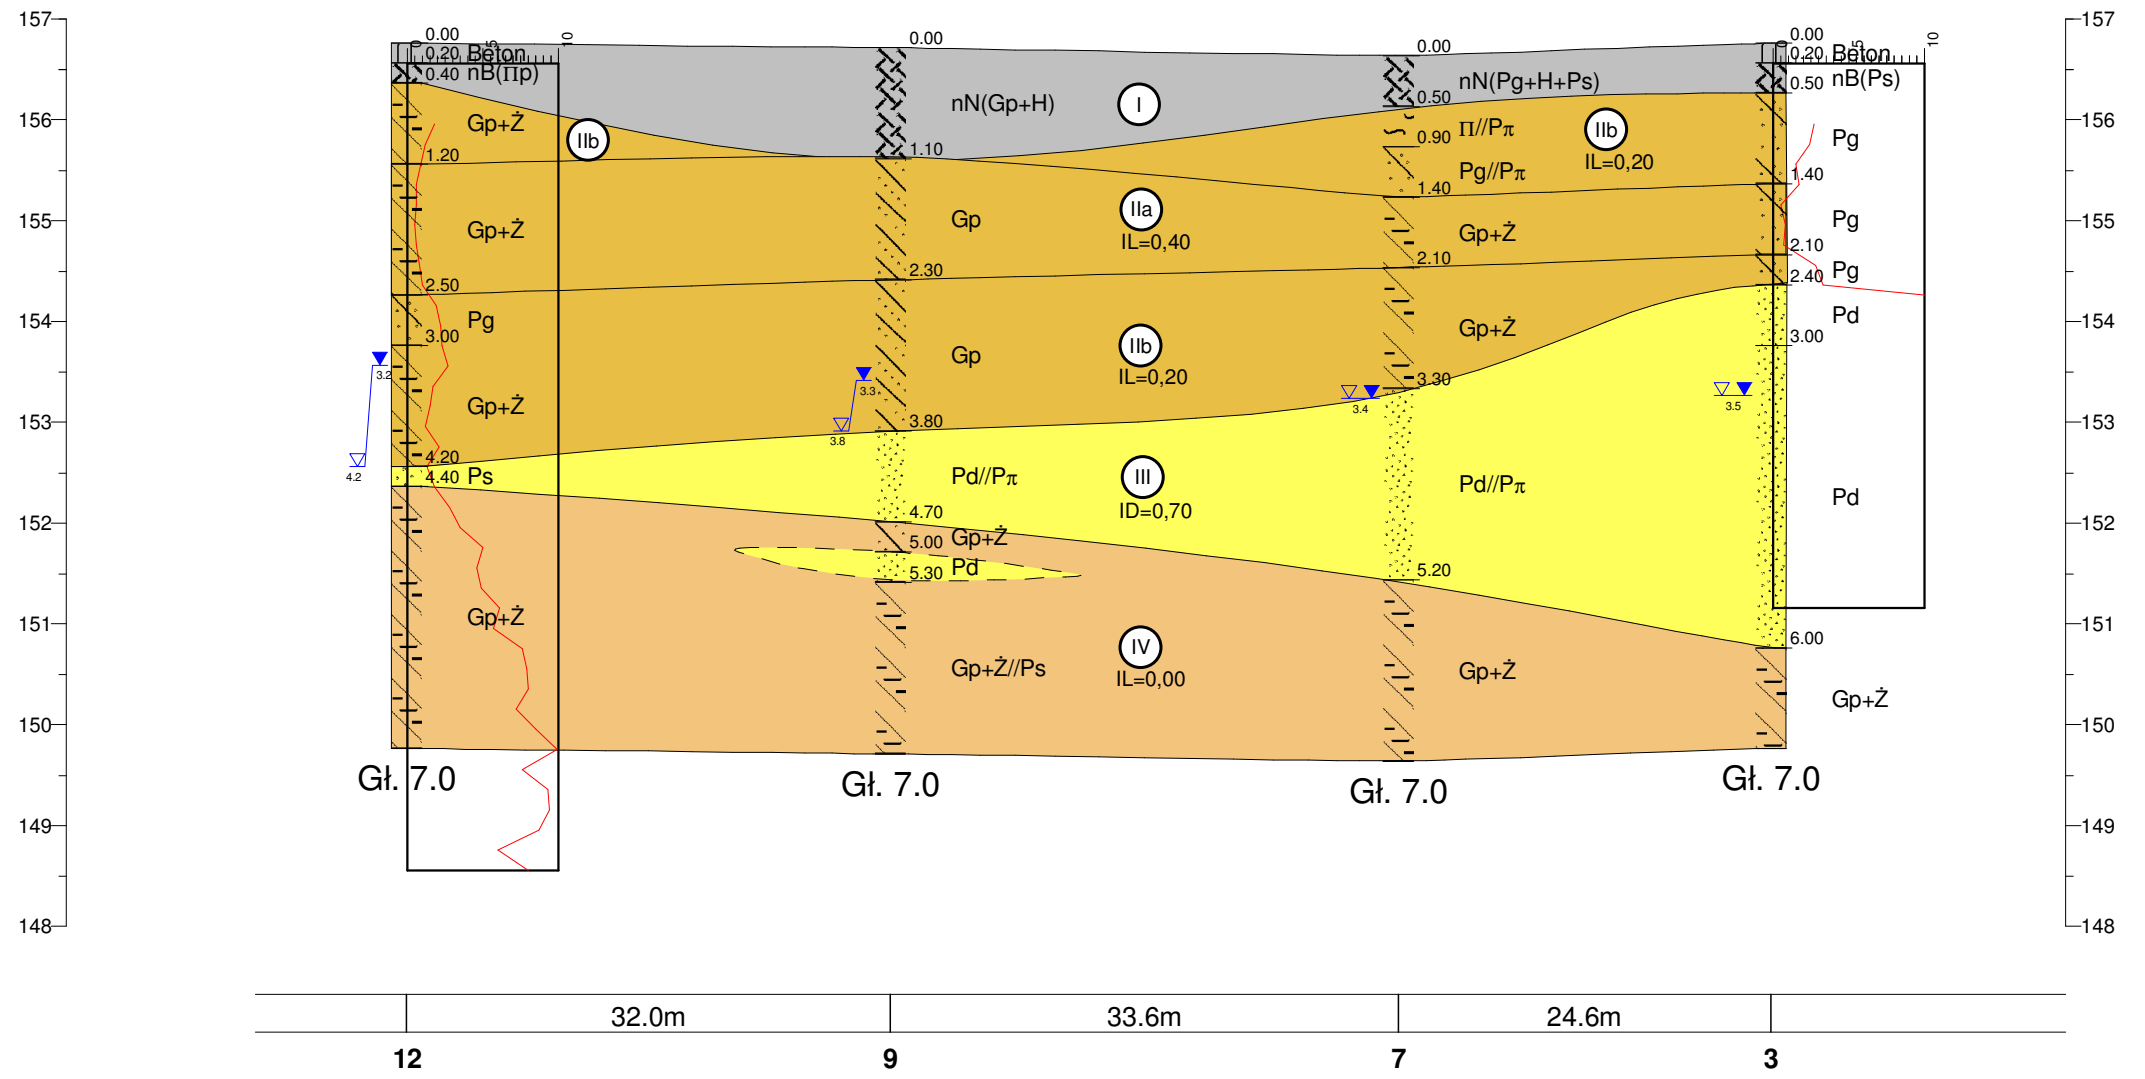 157
156
155
154
153
152
151
150
149
148
0.00
0.20 Beton
0.40 nB(Πp)
0
5
10
Gp+Ż
1.20
Gp+Ż
2.50
Pg
3.00
Gp+Ż
4.20
4.40 Ps
Gp+Ż
3.2
4.2
Gł. 7.0
IIb
0.00
nN(Gp+H)
1.10
Gp
2.30
Gp
3.80
Pd//Pπ
4.70
Gp+Ż
5.00
Pd
5.30
Gp+Ż//Ps
3.3
3.8
Gł. 7.0
I
IIa
IL=0,40
IIb
IL=0,20
III
ID=0,70
IV
IL=0,00
0.00
nN(Pg+H+Ps)
0.50
Π//Pπ
0.90
Pg//Pπ
1.40
Gp+Ż
2.10
Gp+Ż
3.30
Pd//Pπ
5.20
Gp+Ż
3.4
Gł. 7.0
IIb
IL=0,20
0.00
0.20 Beton
0.50 nB(Ps)
0
5
10
Pg
1.40
Pg
2.10
Pg
2.40
Pd
3.00
Pd
6.00
Gp+Ż
3.5
Gł. 7.0
157
156
155
154
153
152
151
150
149
148
32.0m 33.6m 24.6m
12 9 7 3